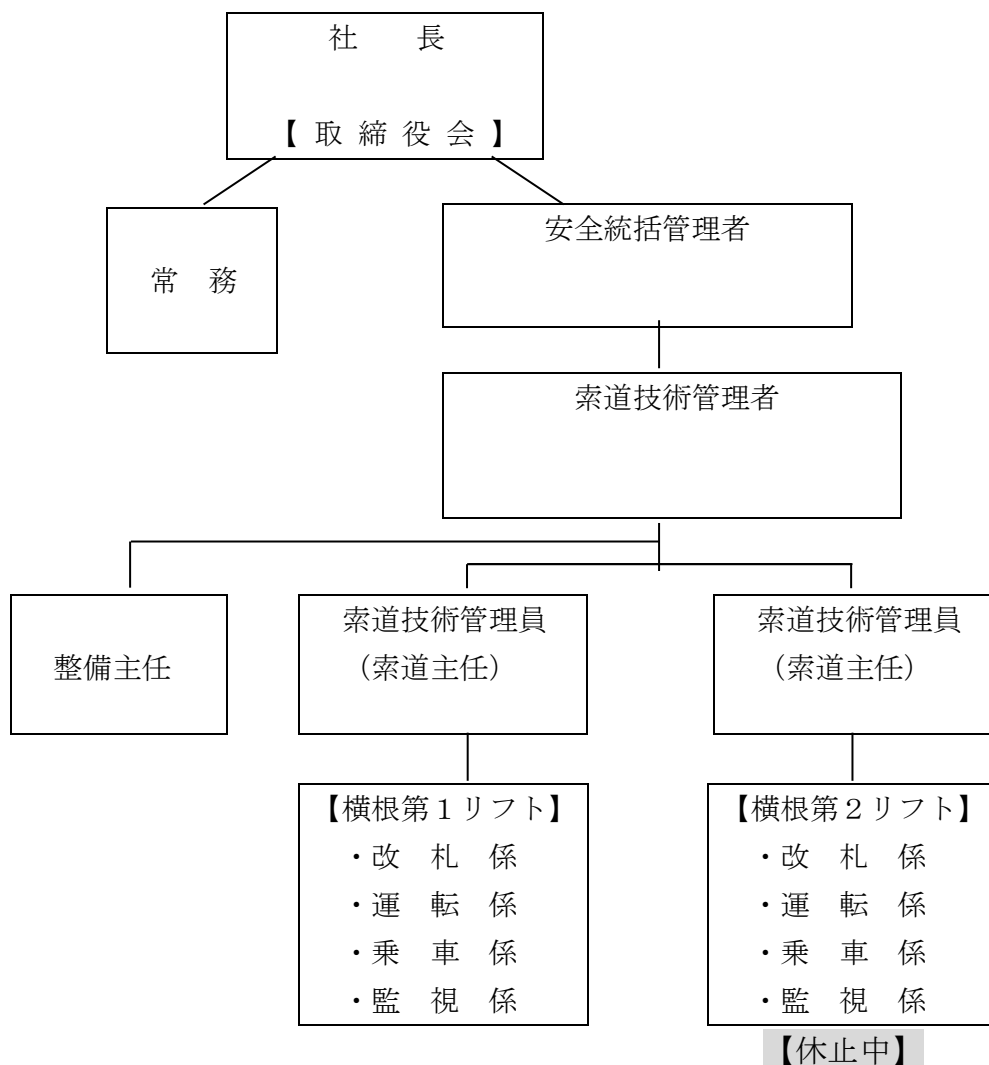 社　　長
【 取 締 役 会 】
常　務
安全統括管理者
索道技術管理者
整備主任
索道技術管理員
（索道主任）
索道技術管理員
（索道主任）
【横根第１リフト】
・改　札　係
・運　転　係
・乗　車　係
・監　視　係
【横根第２リフト】
・改　札　係
・運　転　係
・乗　車　係
・監　視　係
【休止中】